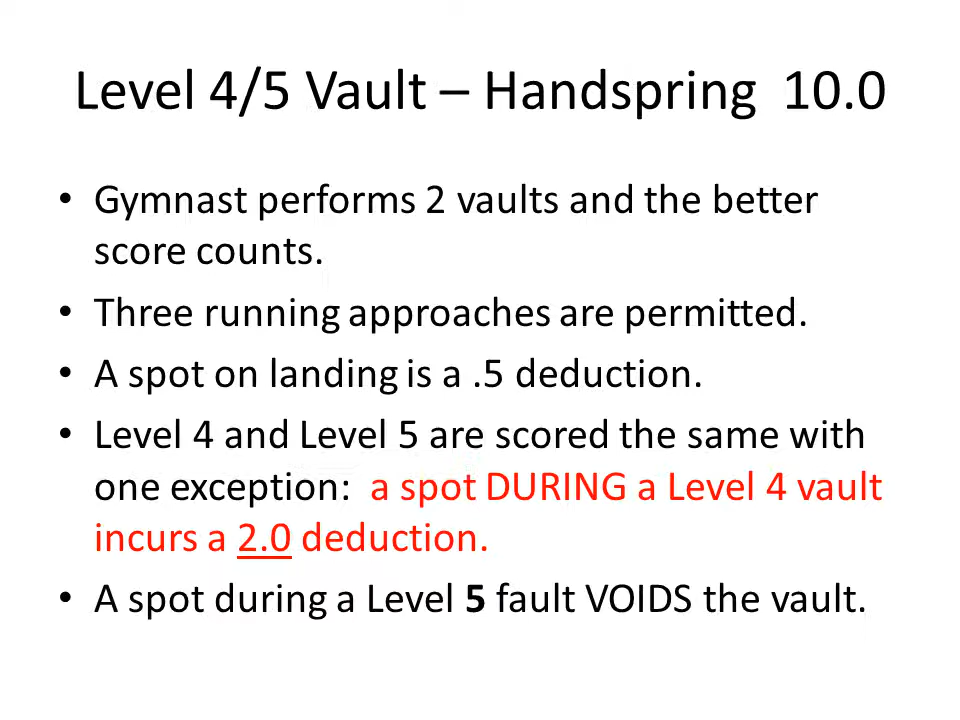 Level 4/5 Vault – Handspring  10.0
• Gymnast performs 2 vaults and the better
score counts.
• Three running approaches are permitted.
• A spot on landing is a .5 deduction.
• Level 4 and Level 5 are scored the same with
one exception:  a spot DURING a Level 4 vault
incurs a 2.0 deduction.
• A spot during a Level 5 fault VOIDS the vault.